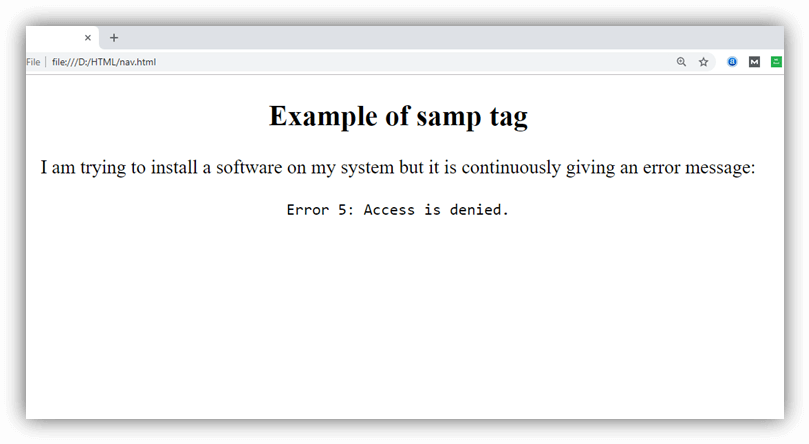 File file:///D:/HTML/nav.html
Example of samp tag
I am trying to install a software on my system but it is continuously giving an error message:
Error 5: Access is denied.